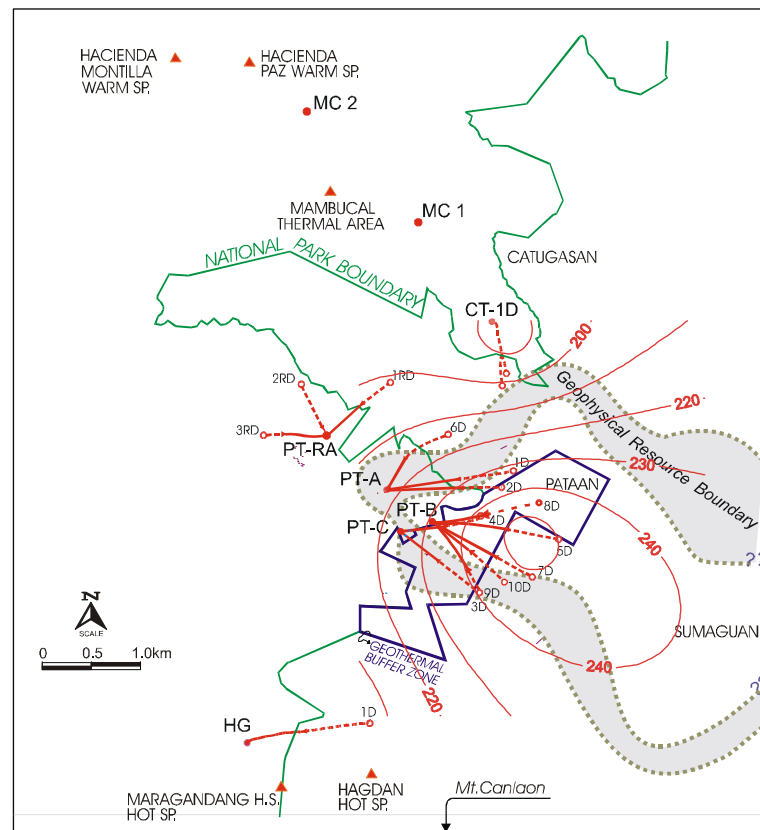 HACIENDA
MONTILLA
WARM SP.
HACIENDA
PAZ WARM SP.
MC 2
MAMBUCAL
THERMAL AREA
MC 1
NATIONAL PARK BOUNDARY
CATUGASAN
CT-1D
200
2RD
1RD
3RD
PT-RA
6D
220
Geophysical Resource Boundary
PT-A
1D
2D
230
PATAAN
PT-B
PT-C
4D
8D
5D
240
7D
10D
9D
3D
N
SCALE
0 0.5 1.0km
GEOTHERMAL
BUFFER ZONE
SUMAGUAN
240
220
HG
1D
MARAGANDANG H.S.
HOT SP.
HAGDAN
HOT SP.
Mt.Canlaon